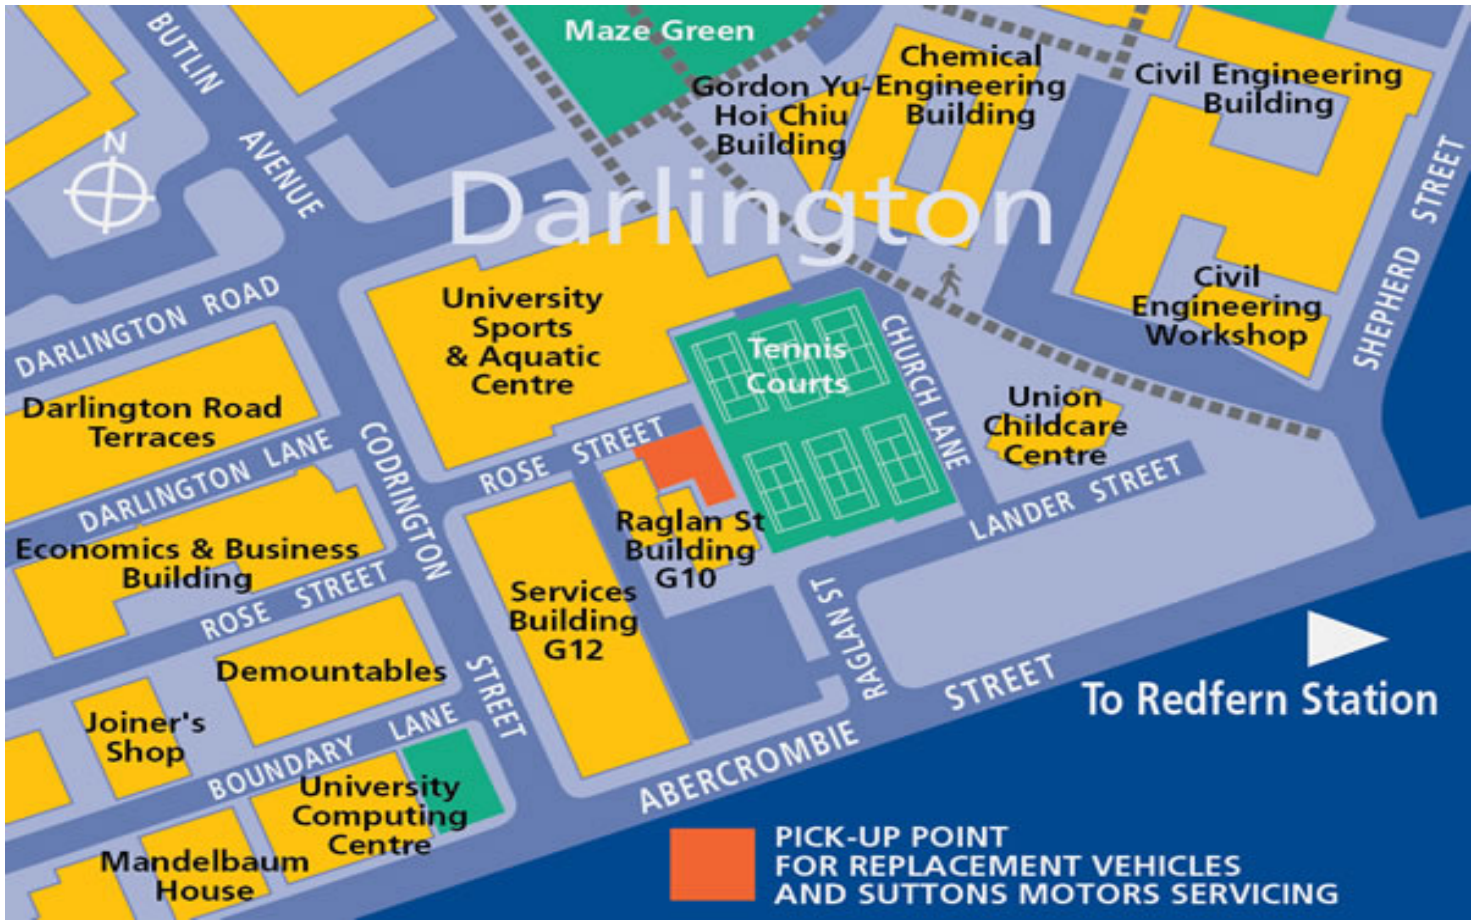 Maze Green
BUTLIN
AVENUE
N
Gordon Yu-
Hoi Chiu
Building
Chemical
Engineering
Building
Civil Engineering
Building
Darlington
SHEPHERD STREET
Civil
Engineering
Workshop
DARLINGTON ROAD
University
Sports
& Aquatic
Centre
Tennis
Courts
CHURCH LANE
Union
Childcare
Centre
Darlington Road
Terraces
DARLINGTON LANE
CODRINGTON
STREET
ROSE STREET
LANDER STREET
Economics & Business
Building
ROSE STREET
Raglan St
Building
G10
Services
Building
G12
RAGLAN ST
Demountables
Joiner's
Shop
BOUNDARY LANE
ABERCROMBIE STREET
To Redfern Station
University
Computing
Centre
Mandelbaum
House
PICK-UP POINT
FOR REPLACEMENT VEHICLES
AND SUTTONS MOTORS SERVICING